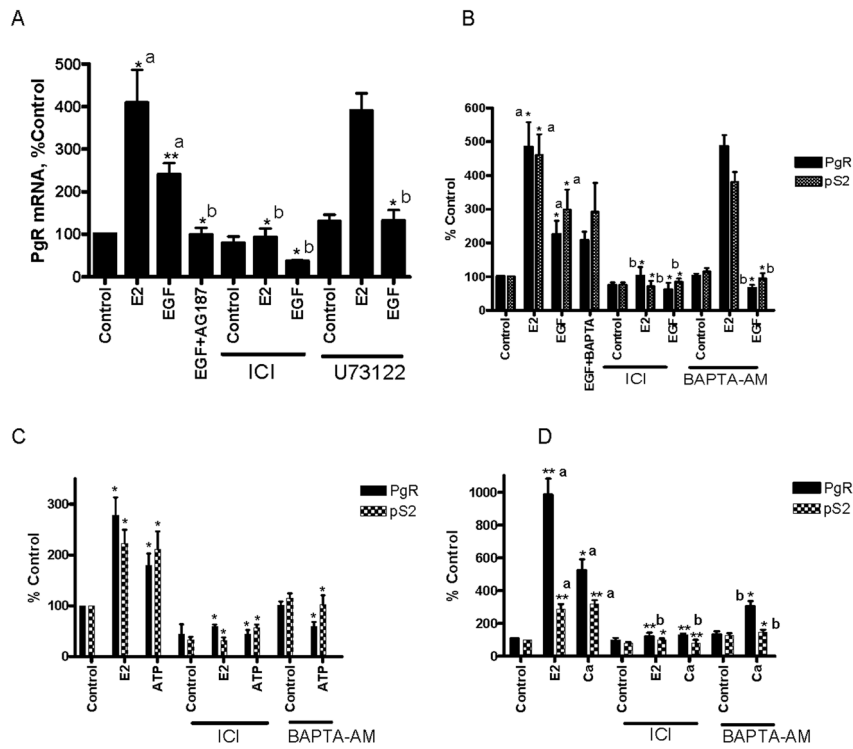 A
PgR mRNA, %Control
500
400
300
200
100
0
* a
** a
* b
* b
* b
* b
Control
E2
EGF
EGF+AG187
Control
E2
EGF
Control
E2
EGF
ICI
U73122
B
% Control
600
500
400
300
200
100
0
a * *
a * * a
b * * b
b * *
b * * b
PgR
pS2
Control
E2
EGF
EGF+BAPTA
Control
E2
EGF
Control
E2
EGF
ICI
BAPTA-AM
C
% Control
300
200
100
0
* *
* *
* *
* *
* *
PgR
pS2
Control
E2
ATP
Control
E2
ATP
Control
ATP
ICI
BAPTA-AM
D
% Control
1000
800
600
400
200
0
** a
** a
* a
** a
** b *
** b **
b * * b
PgR
pS2
Control
E2
Ca
Control
E2
Ca
Control
Ca
ICI
BAPTA-AM